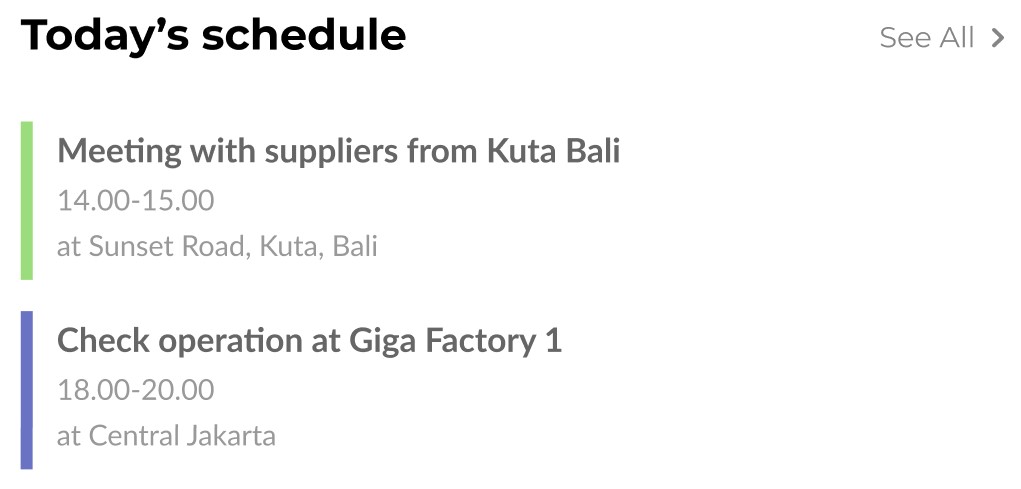 Today’s schedule
See All
Meeting with suppliers from Kuta Bali
14.00-15.00
at Sunset Road, Kuta, Bali
Check operation at Giga Factory 1
18.00-20.00
at Central Jakarta